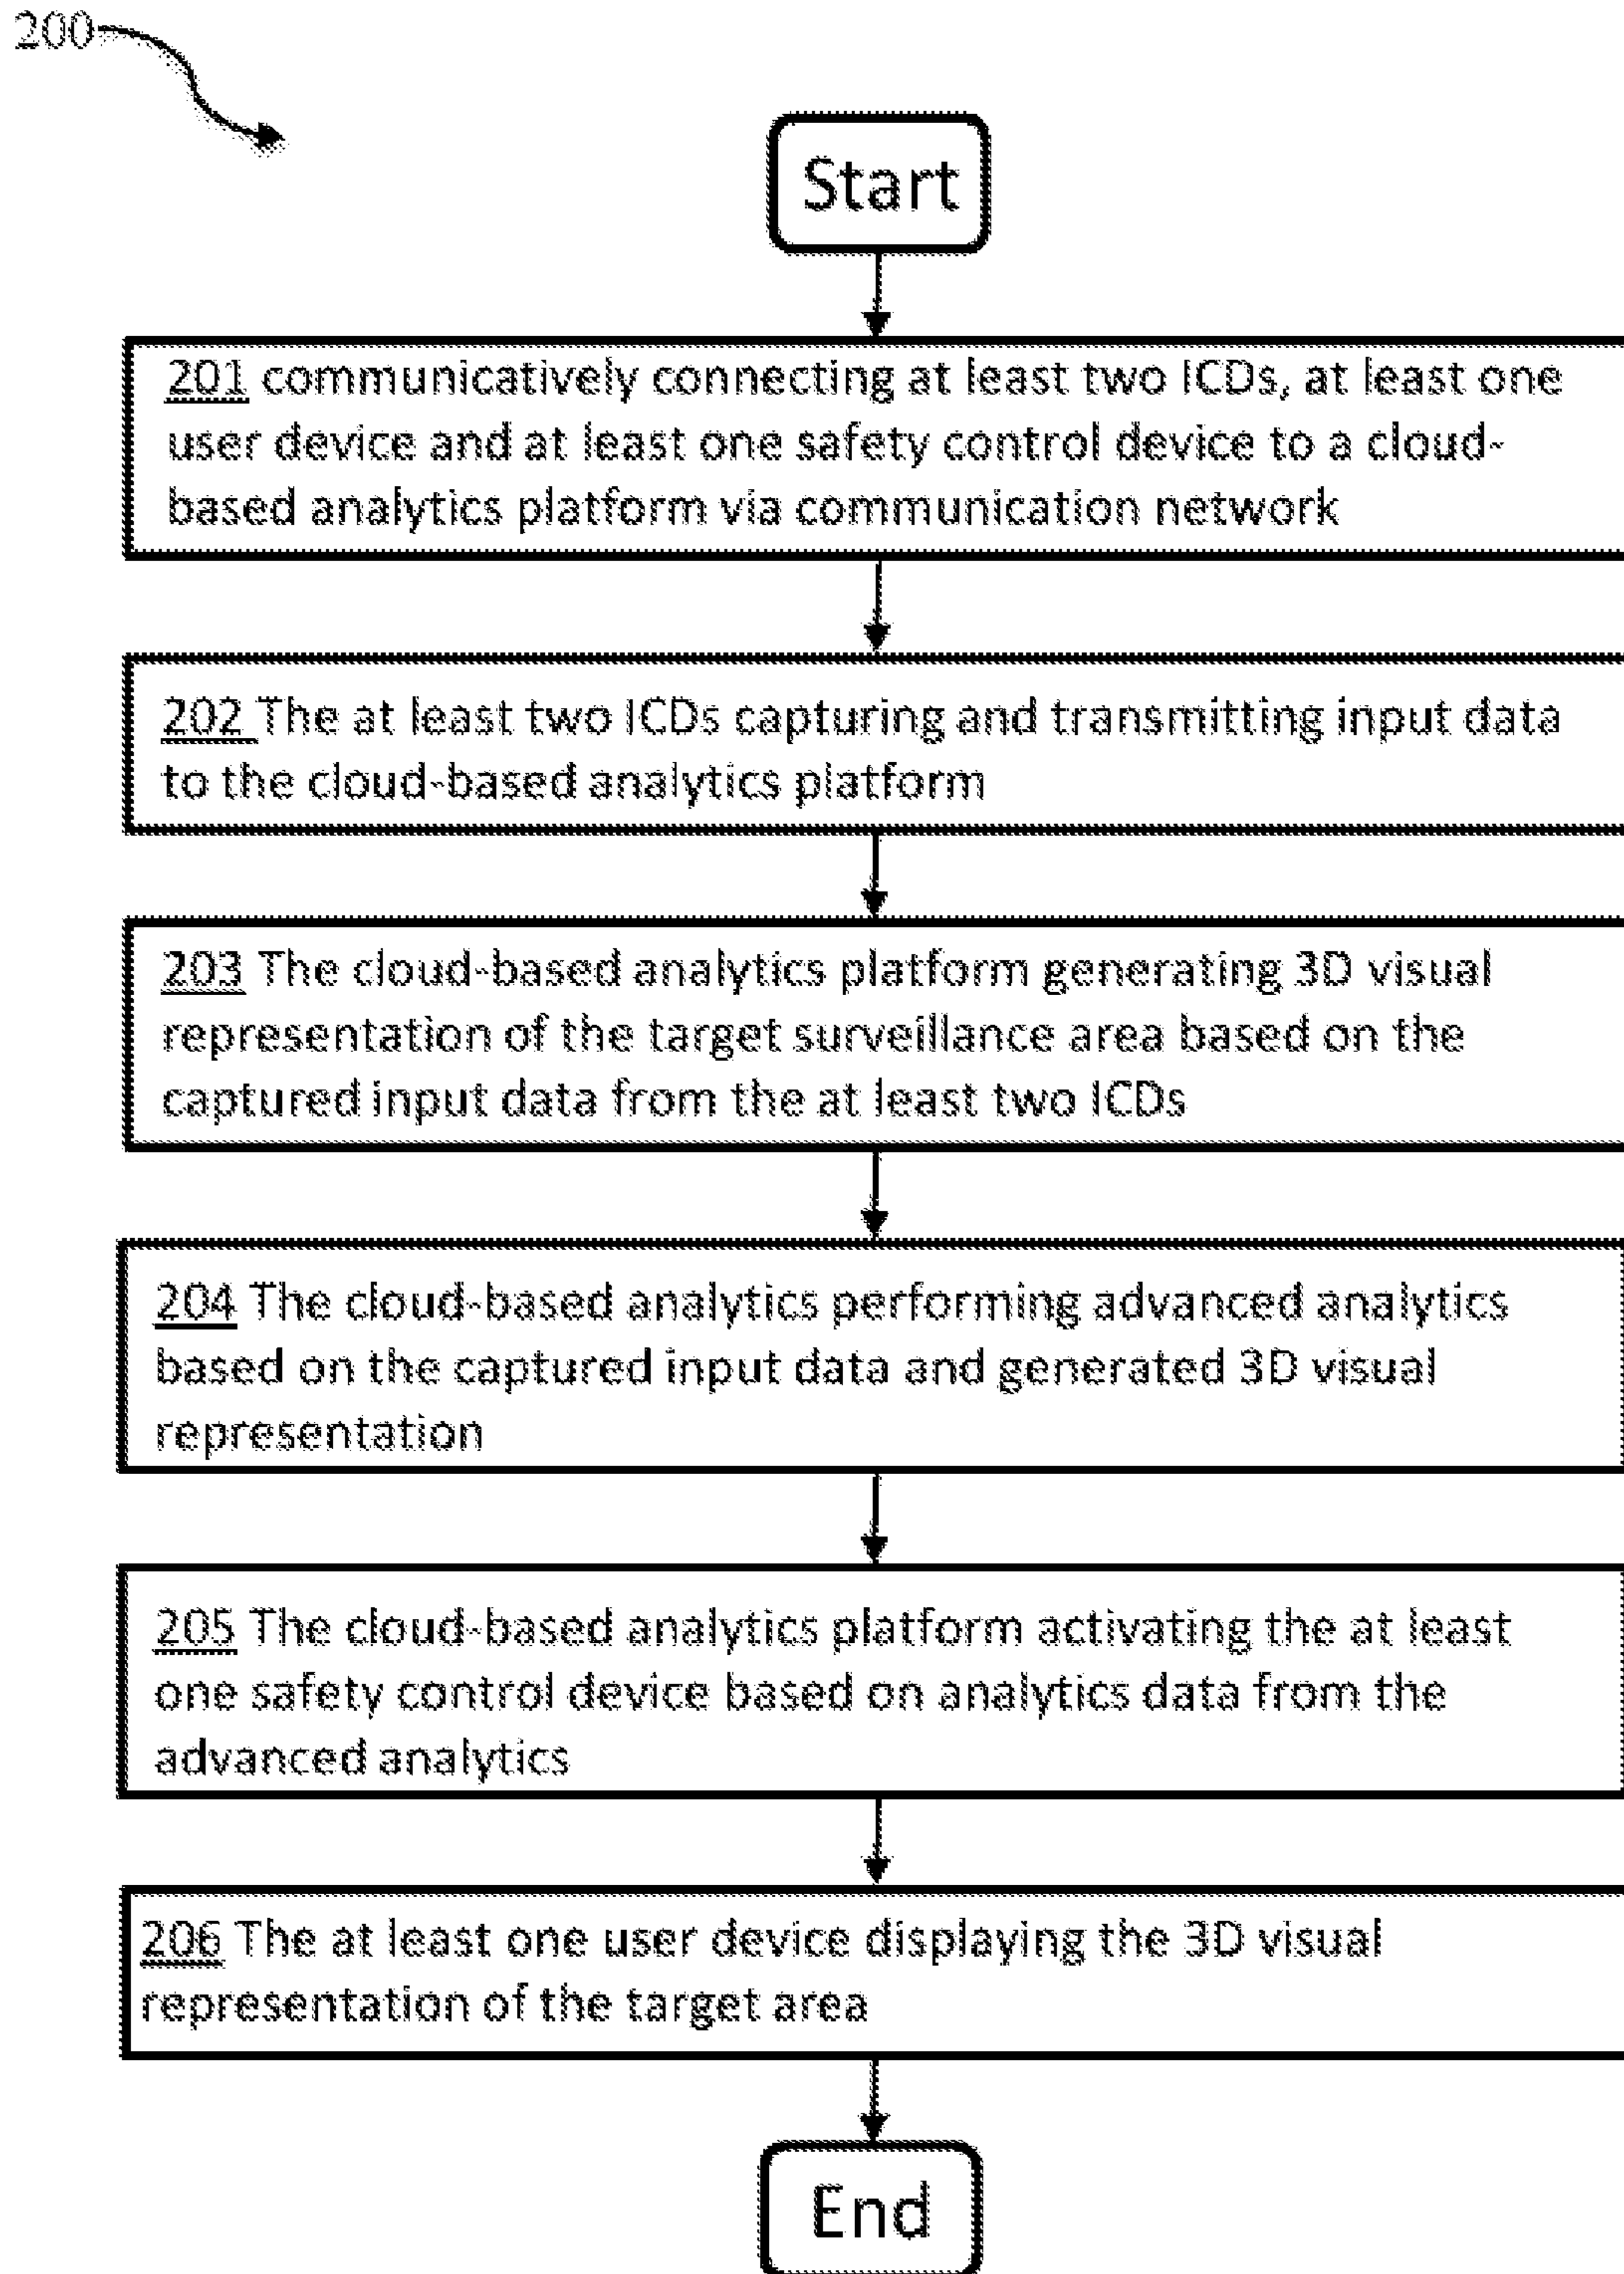 200
Start
201 communicatively connecting at least two ICDs, at least one
user device and at least one safety control device to a cloud-
based analytics platform via communication network
202 The at least two ICDs capturing and transmitting input data
to the cloud-based analytics platform
203 The cloud-based analytics platform generating 3D visual
representation of the target surveillance area based on the
captured input data from the at least two ICDs
204 The cloud-based analytics performing advanced analytics
based on the captured input data and generated 3D visual
representation
205 The cloud-based analytics platform activating the at least
one safety control device based on analytics data from the
advanced analytics
206 The at least one user device displaying the 3D visual
representation of the target area
End